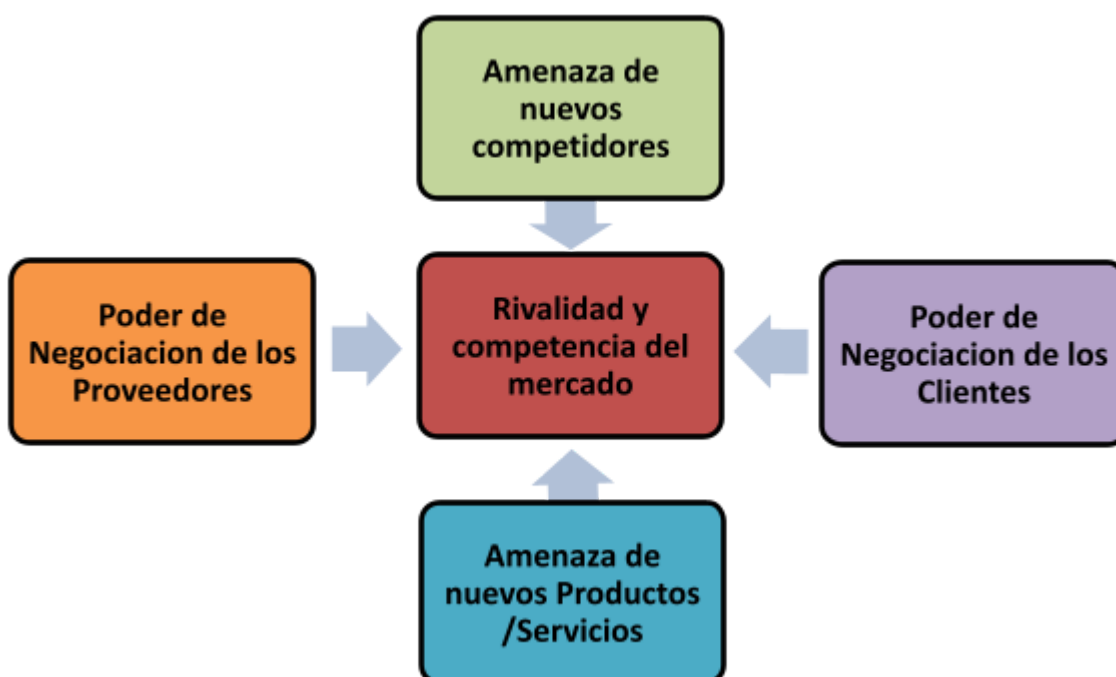 Amenaza de
nuevos
competidores
Poder de
Negociacion de los
Proveedores
Rivalidad y
competencia del
mercado
Poder de
Negociacion de los
Clientes
Amenaza de
nuevos Productos
/Servicios